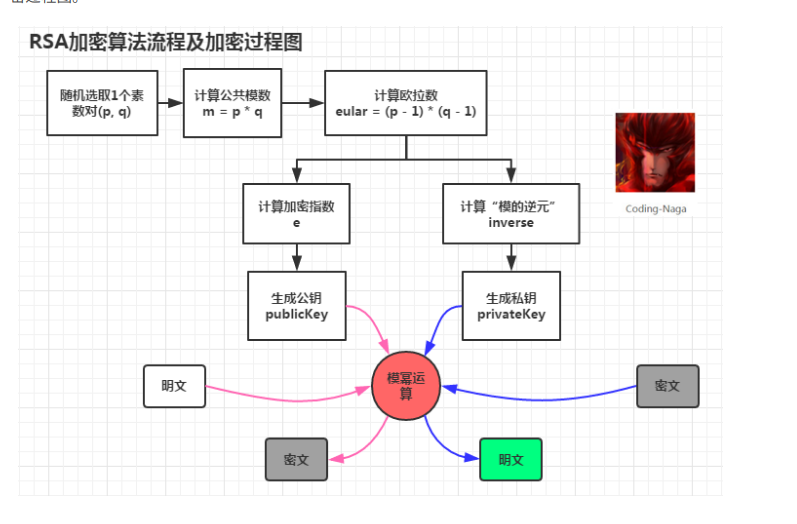 RSA加密算法流程及加密过程图
随机选取1个素
数对(p, q)
计算公共模数
m = p * q
计算欧拉数
eular = (p - 1) * (q - 1)
Coding-Naga
计算加密指数
e
计算“模的逆元”
inverse
生成公钥
publicKey
生成私钥
privateKey
明文
模幂运
算
密文
密文
明文